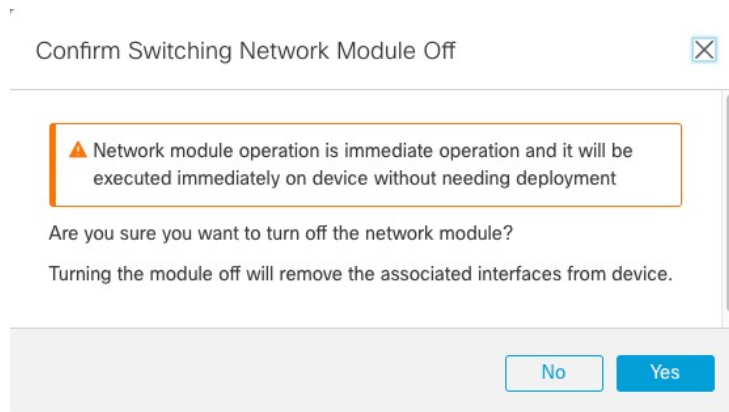 Confirm Switching Network Module Off
Network module operation is immediate operation and it will be
executed immediately on device without needing deployment
Are you sure you want to turn off the network module?
Turning the module off will remove the associated interfaces from device.
No
Yes